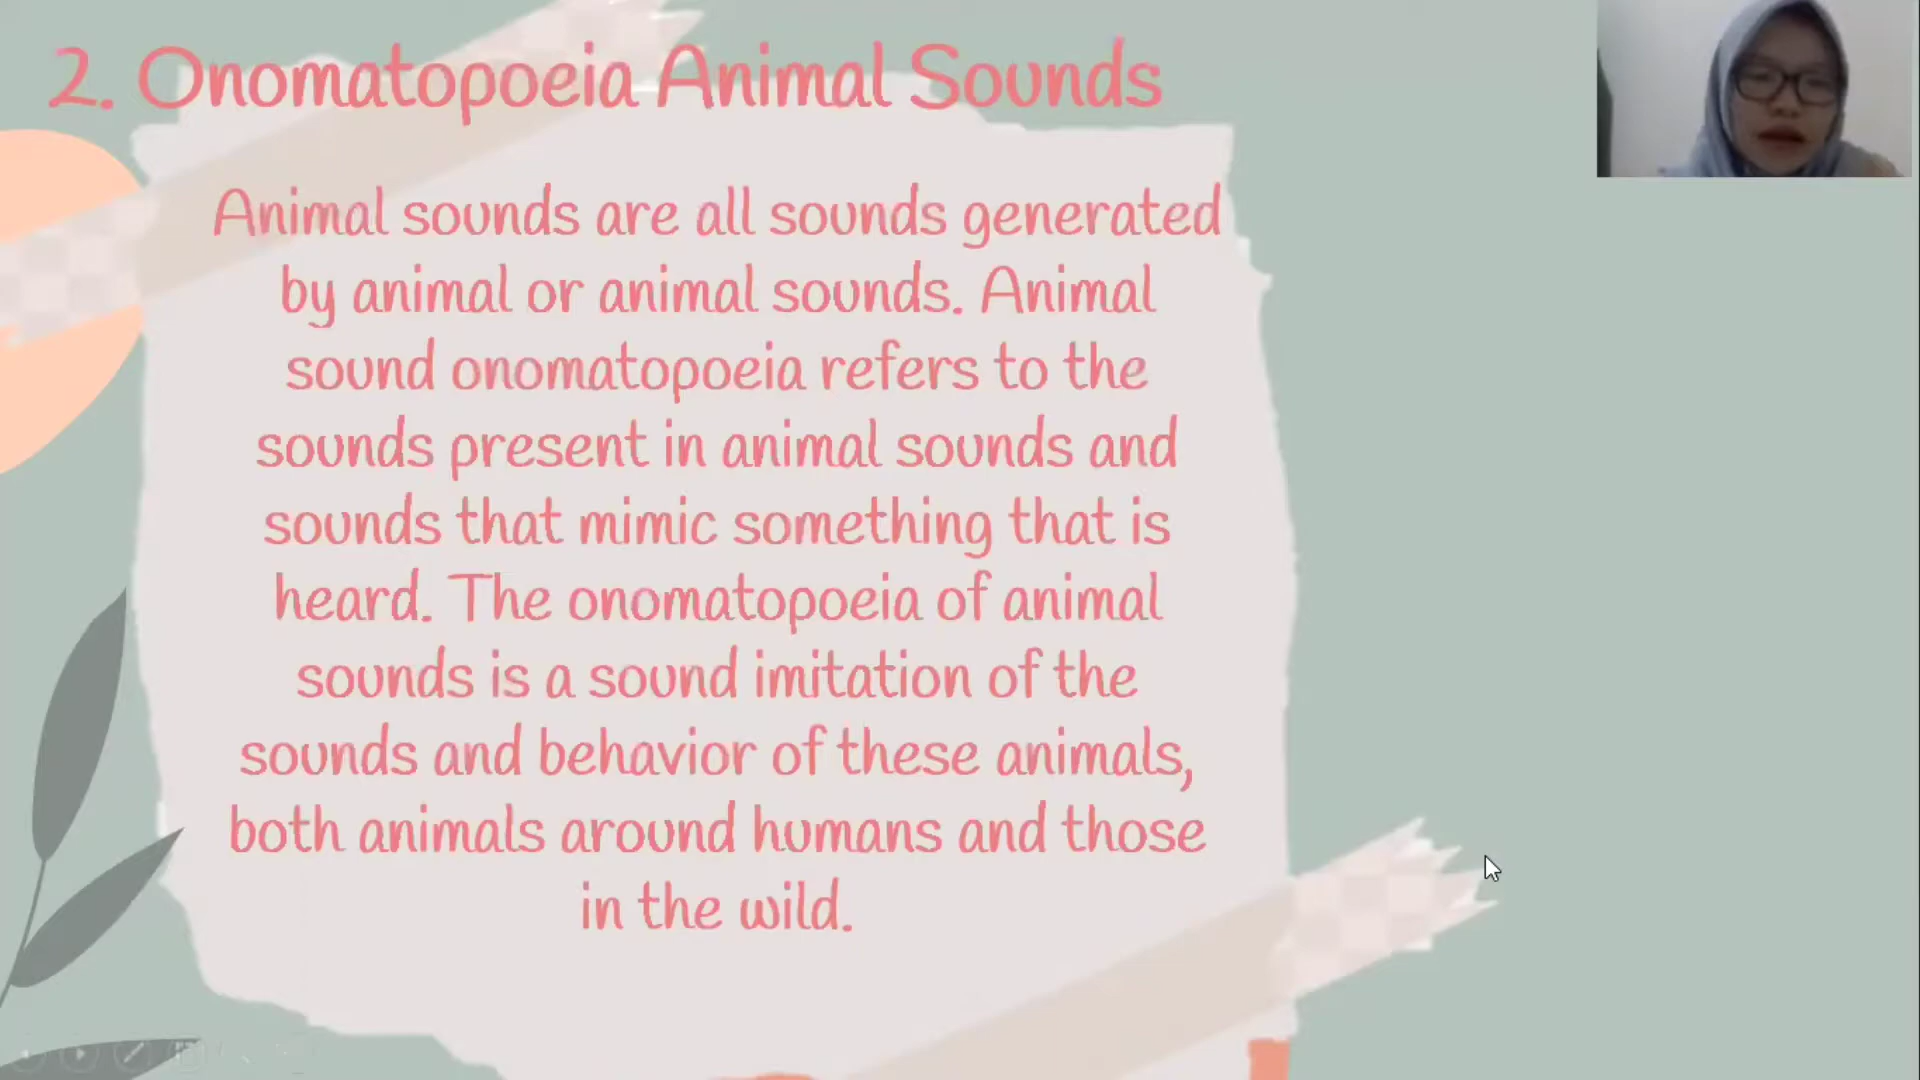 2. Onomatopoeia Animal Sounds
Animal sounds are all sounds generated
by animal or animal sounds. Animal
sound onomatopoeia refers to the
sounds present in animal sounds and
sounds that mimic something that is
heard. The onomatopoeia of animal
sounds is a sound imitation of the
sounds and behavior of these animals,
both animals around humans and those
in the wild.